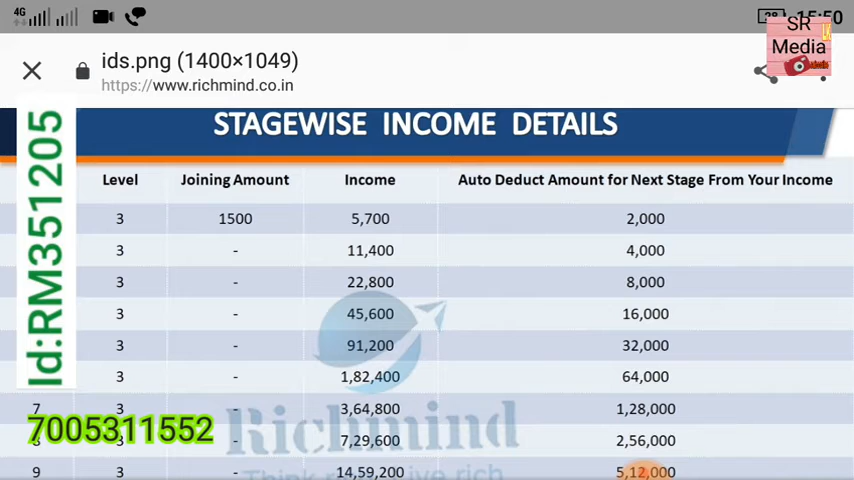 4G
28
15:50
SR
Media
ids.png (1400×1049)
https://www.richmind.co.in
STAGEWISE INCOME DETAILS
Level Joining Amount Income Auto Deduct Amount for Next Stage From Your Income
3 1500 5,700 2,000
3 - 11,400 4,000
3 - 22,800 8,000
3 - 45,600 16,000
3 - 91,200 32,000
3 - 1,82,400 64,000
7 3 - 3,64,800 1,28,000
8 3 - 7,29,600 2,56,000
9 3 - 14,59,200 5,12,000
Id:RM351205
7005311552
Richmind